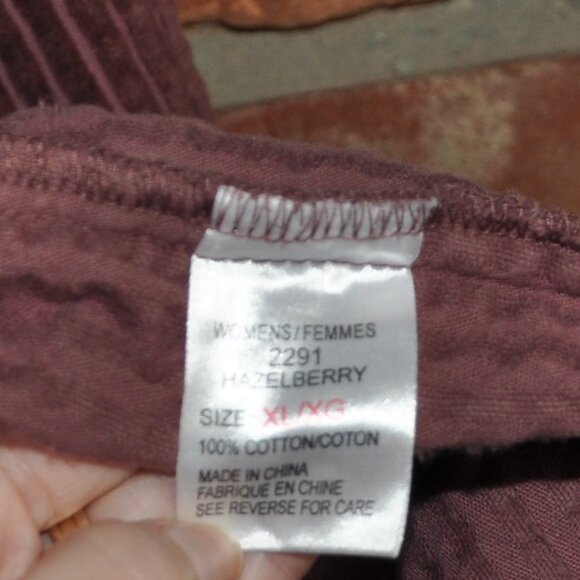 WOMENS/FEMMES
2291
HAZELBERRY
SIZE: XL/XG
100% COTTON/COTON
MADE IN CHINA
FABRIQUE EN CHINE
SEE REVERSE FOR CARE